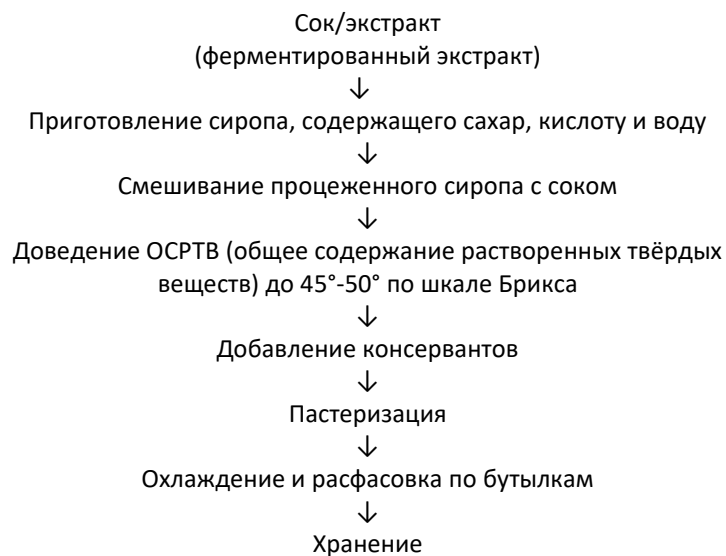 Сок/экстракт
(ферментированный экстракт)
↓
Приготовление сиропа, содержащего сахар, кислоту и воду
↓
Смешивание процеженного сиропа с соком
↓
Доведение ОСРТВ (общее содержание растворенных твёрдых
веществ) до 45°-50° по шкале Брикса
↓
Добавление консервантов
↓
Пастеризация
↓
Охлаждение и расфасовка по бутылкам
↓
Хранение